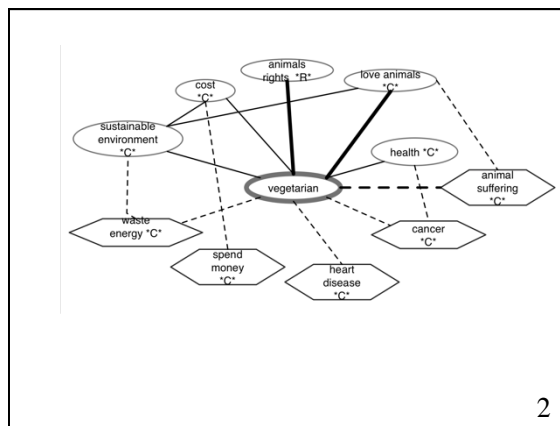 animals
rights *R*
love animals
*C*
cost
*C*
sustainable
environment
*C*
health *C*
vegetarian
animal
suffering
*C*
waste
energy *C*
cancer
*C*
spend
money
*C*
heart
disease
*C*
2